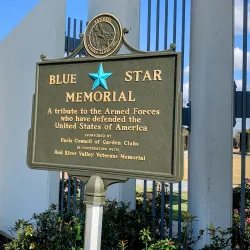 BLUE STAR
MEMORIAL
A tribute to the Armed Forces
who have defended the
United States of America
SPONSORED BY
Paris Council of Garden Clubs
IN COOPERATION WITH
Red River Valley Veterans Memorial